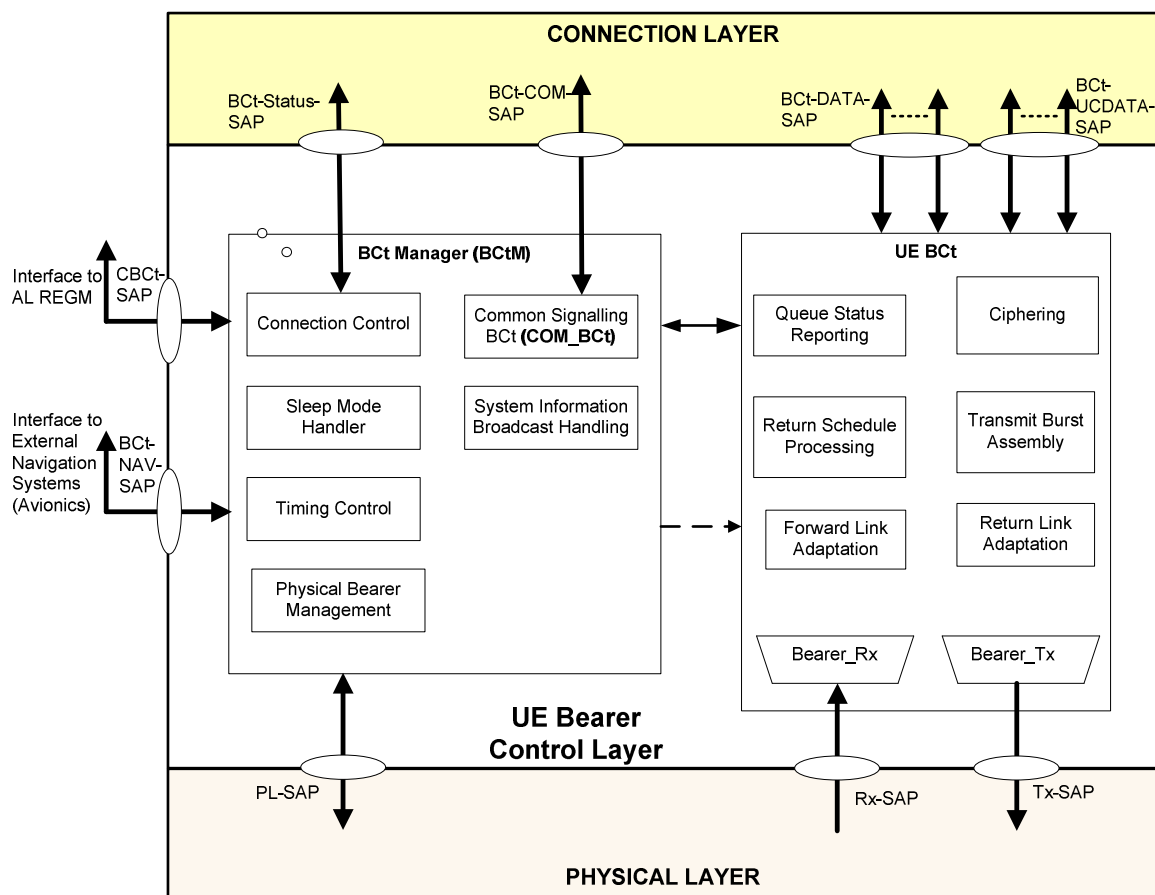 CONNECTION LAYER
BCt-Status-
SAP
BCt-COM-
SAP
BCt-DATA-
SAP
BCt-
UCDATA-
SAP
Interface to
AL REGM
CBCt-
SAP
Interface to
External
Navigation
Systems
(Avionics)
BCt-
NAV-
SAP
BCt Manager (BCtM)
Connection Control
Common Signalling
BCt (COM_BCt)
Sleep Mode
Handler
System Information
Broadcast Handling
Timing Control
Physical Bearer
Management
UE BCt
Queue Status
Reporting
Ciphering
Return Schedule
Processing
Transmit Burst
Assembly
Forward Link
Adaptation
Return Link
Adaptation
Bearer_Rx
Bearer_Tx
UE Bearer
Control Layer
PL-SAP
Rx-SAP
Tx-SAP
PHYSICAL LAYER